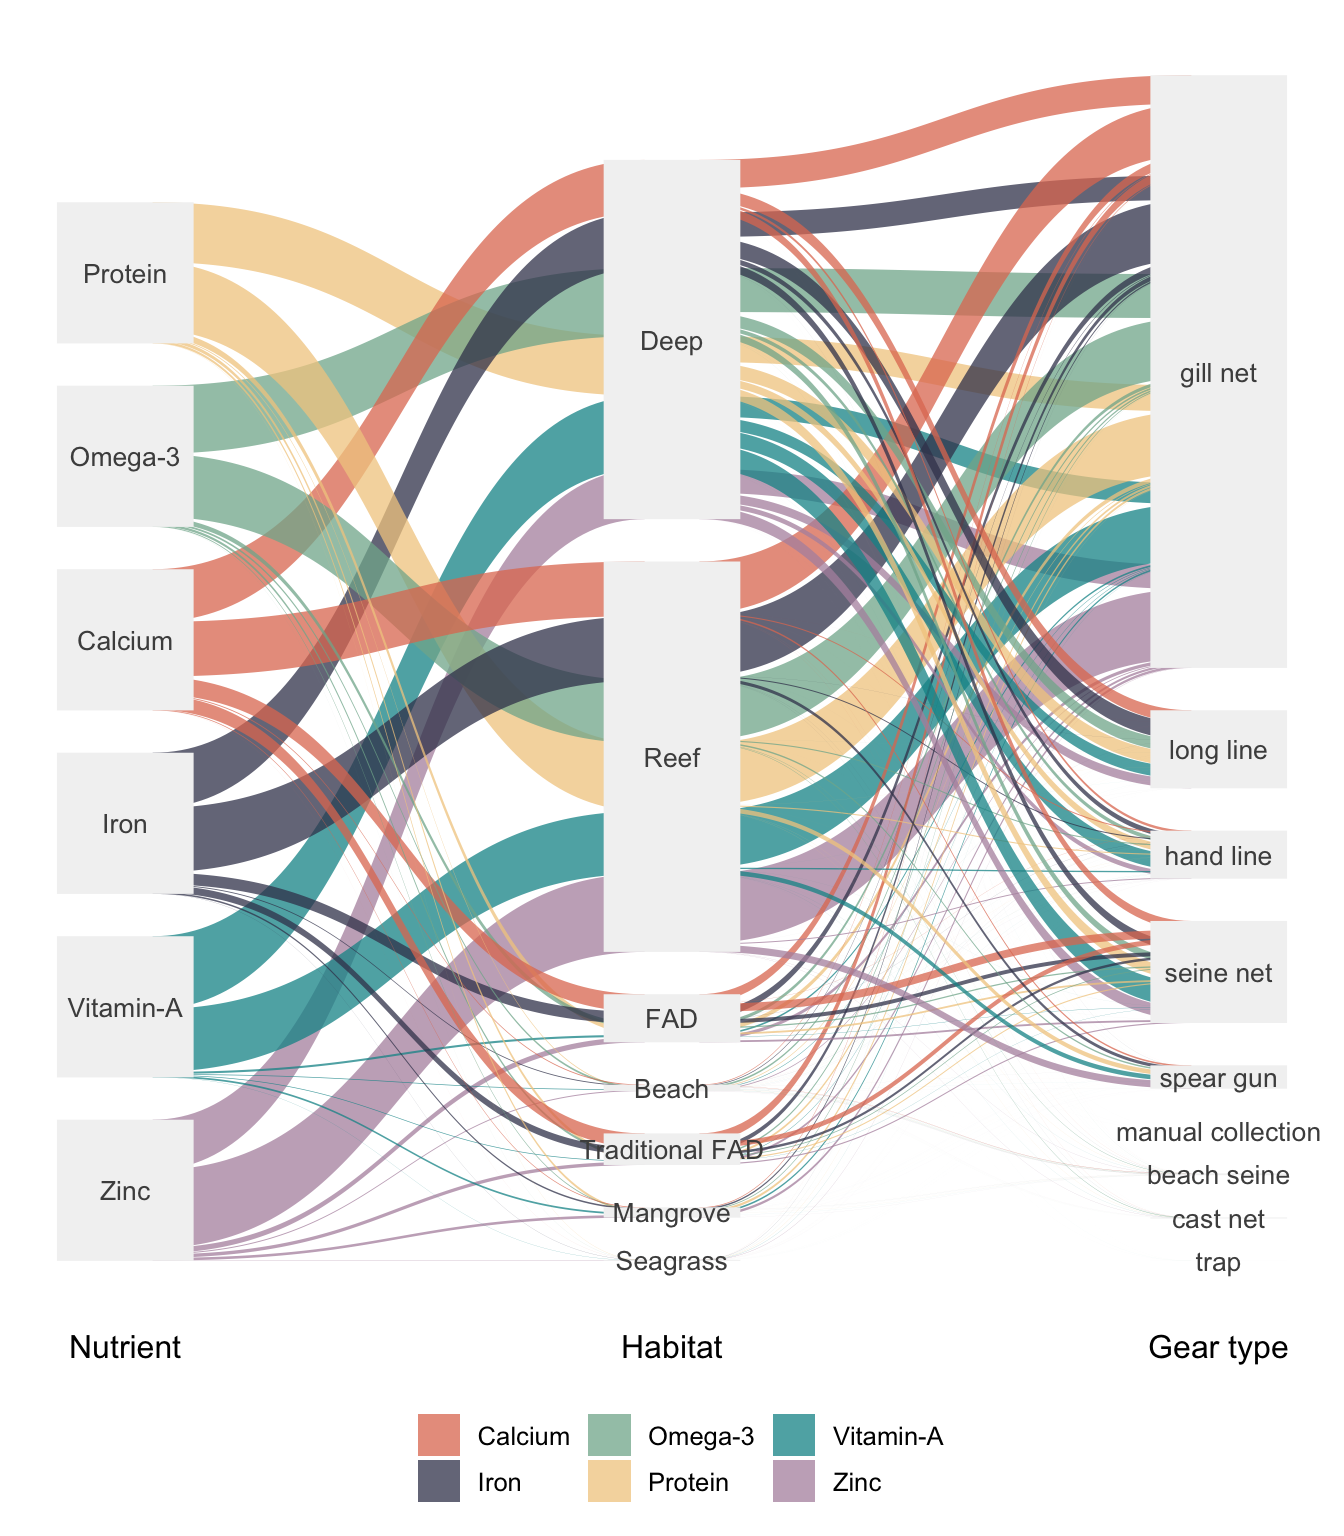 Protein
Omega-3
Calcium
Iron
Vitamin-A
Zinc
Deep
Reef
FAD
Beach
Traditional FAD
Mangrove
Seagrass
gill net
long line
hand line
seine net
spear gun
manual collection
beach seine
cast net
trap
Nutrient
Habitat
Gear type
Calcium
Omega-3
Vitamin-A
Iron
Protein
Zinc